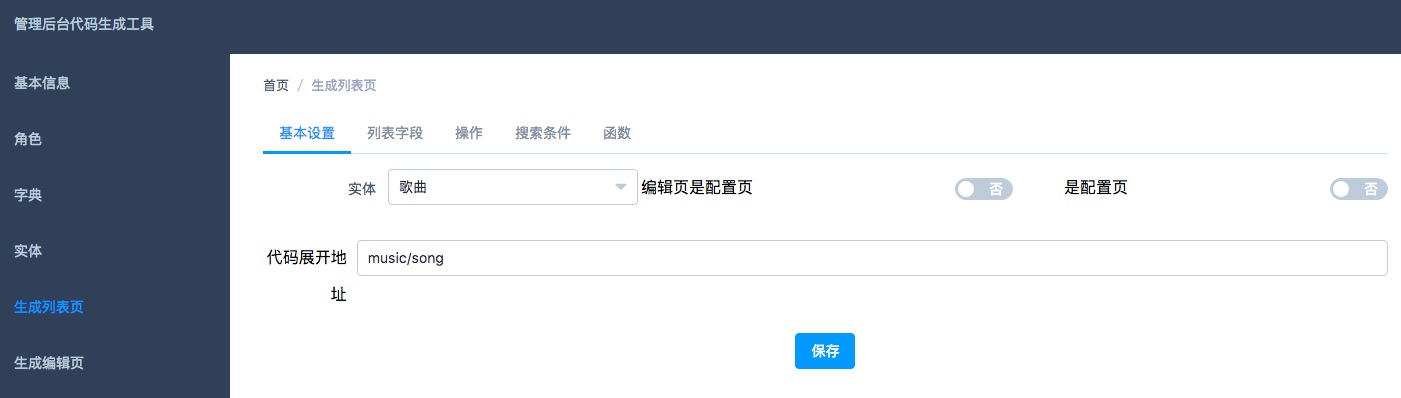 管理后台代码生成工具
基本信息
角色
字典
实体
生成列表页
生成编辑页
首页 / 生成列表页
基本设置 列表字段 操作 搜索条件 函数
实体 歌曲 编辑页是配置页 否 是配置页 否
代码展开地 music/song
址
保存